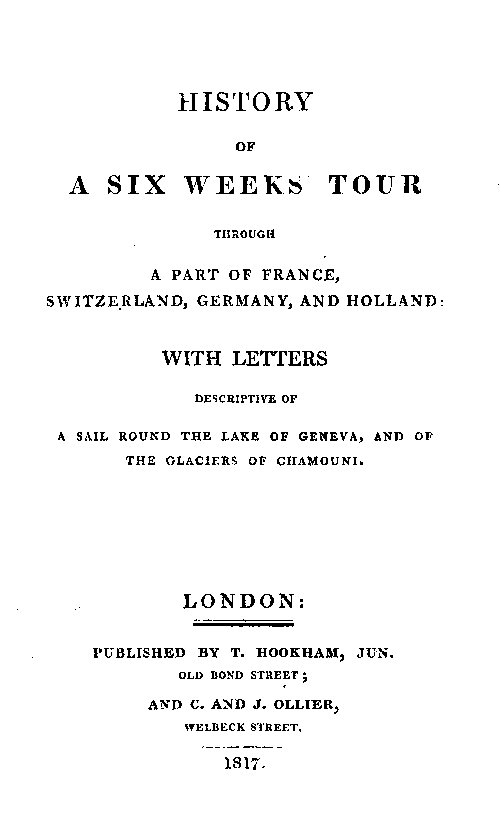 HISTORY
OF
A SIX WEEKS TOUR
THROUGH
A PART OF FRANCE,
SWITZERLAND, GERMANY, AND HOLLAND:
WITH LETTERS
DESCRIPTIVE OF
A SAIL ROUND THE LAKE OF GENEVA, AND OF
THE GLACIERS OF CHAMOUNI.
LONDON:
PUBLISHED BY T. HOOKHAM, JUN.
OLD BOND STREET;
AND C. AND J. OLLIER,
WELBECK STREET.
1817.